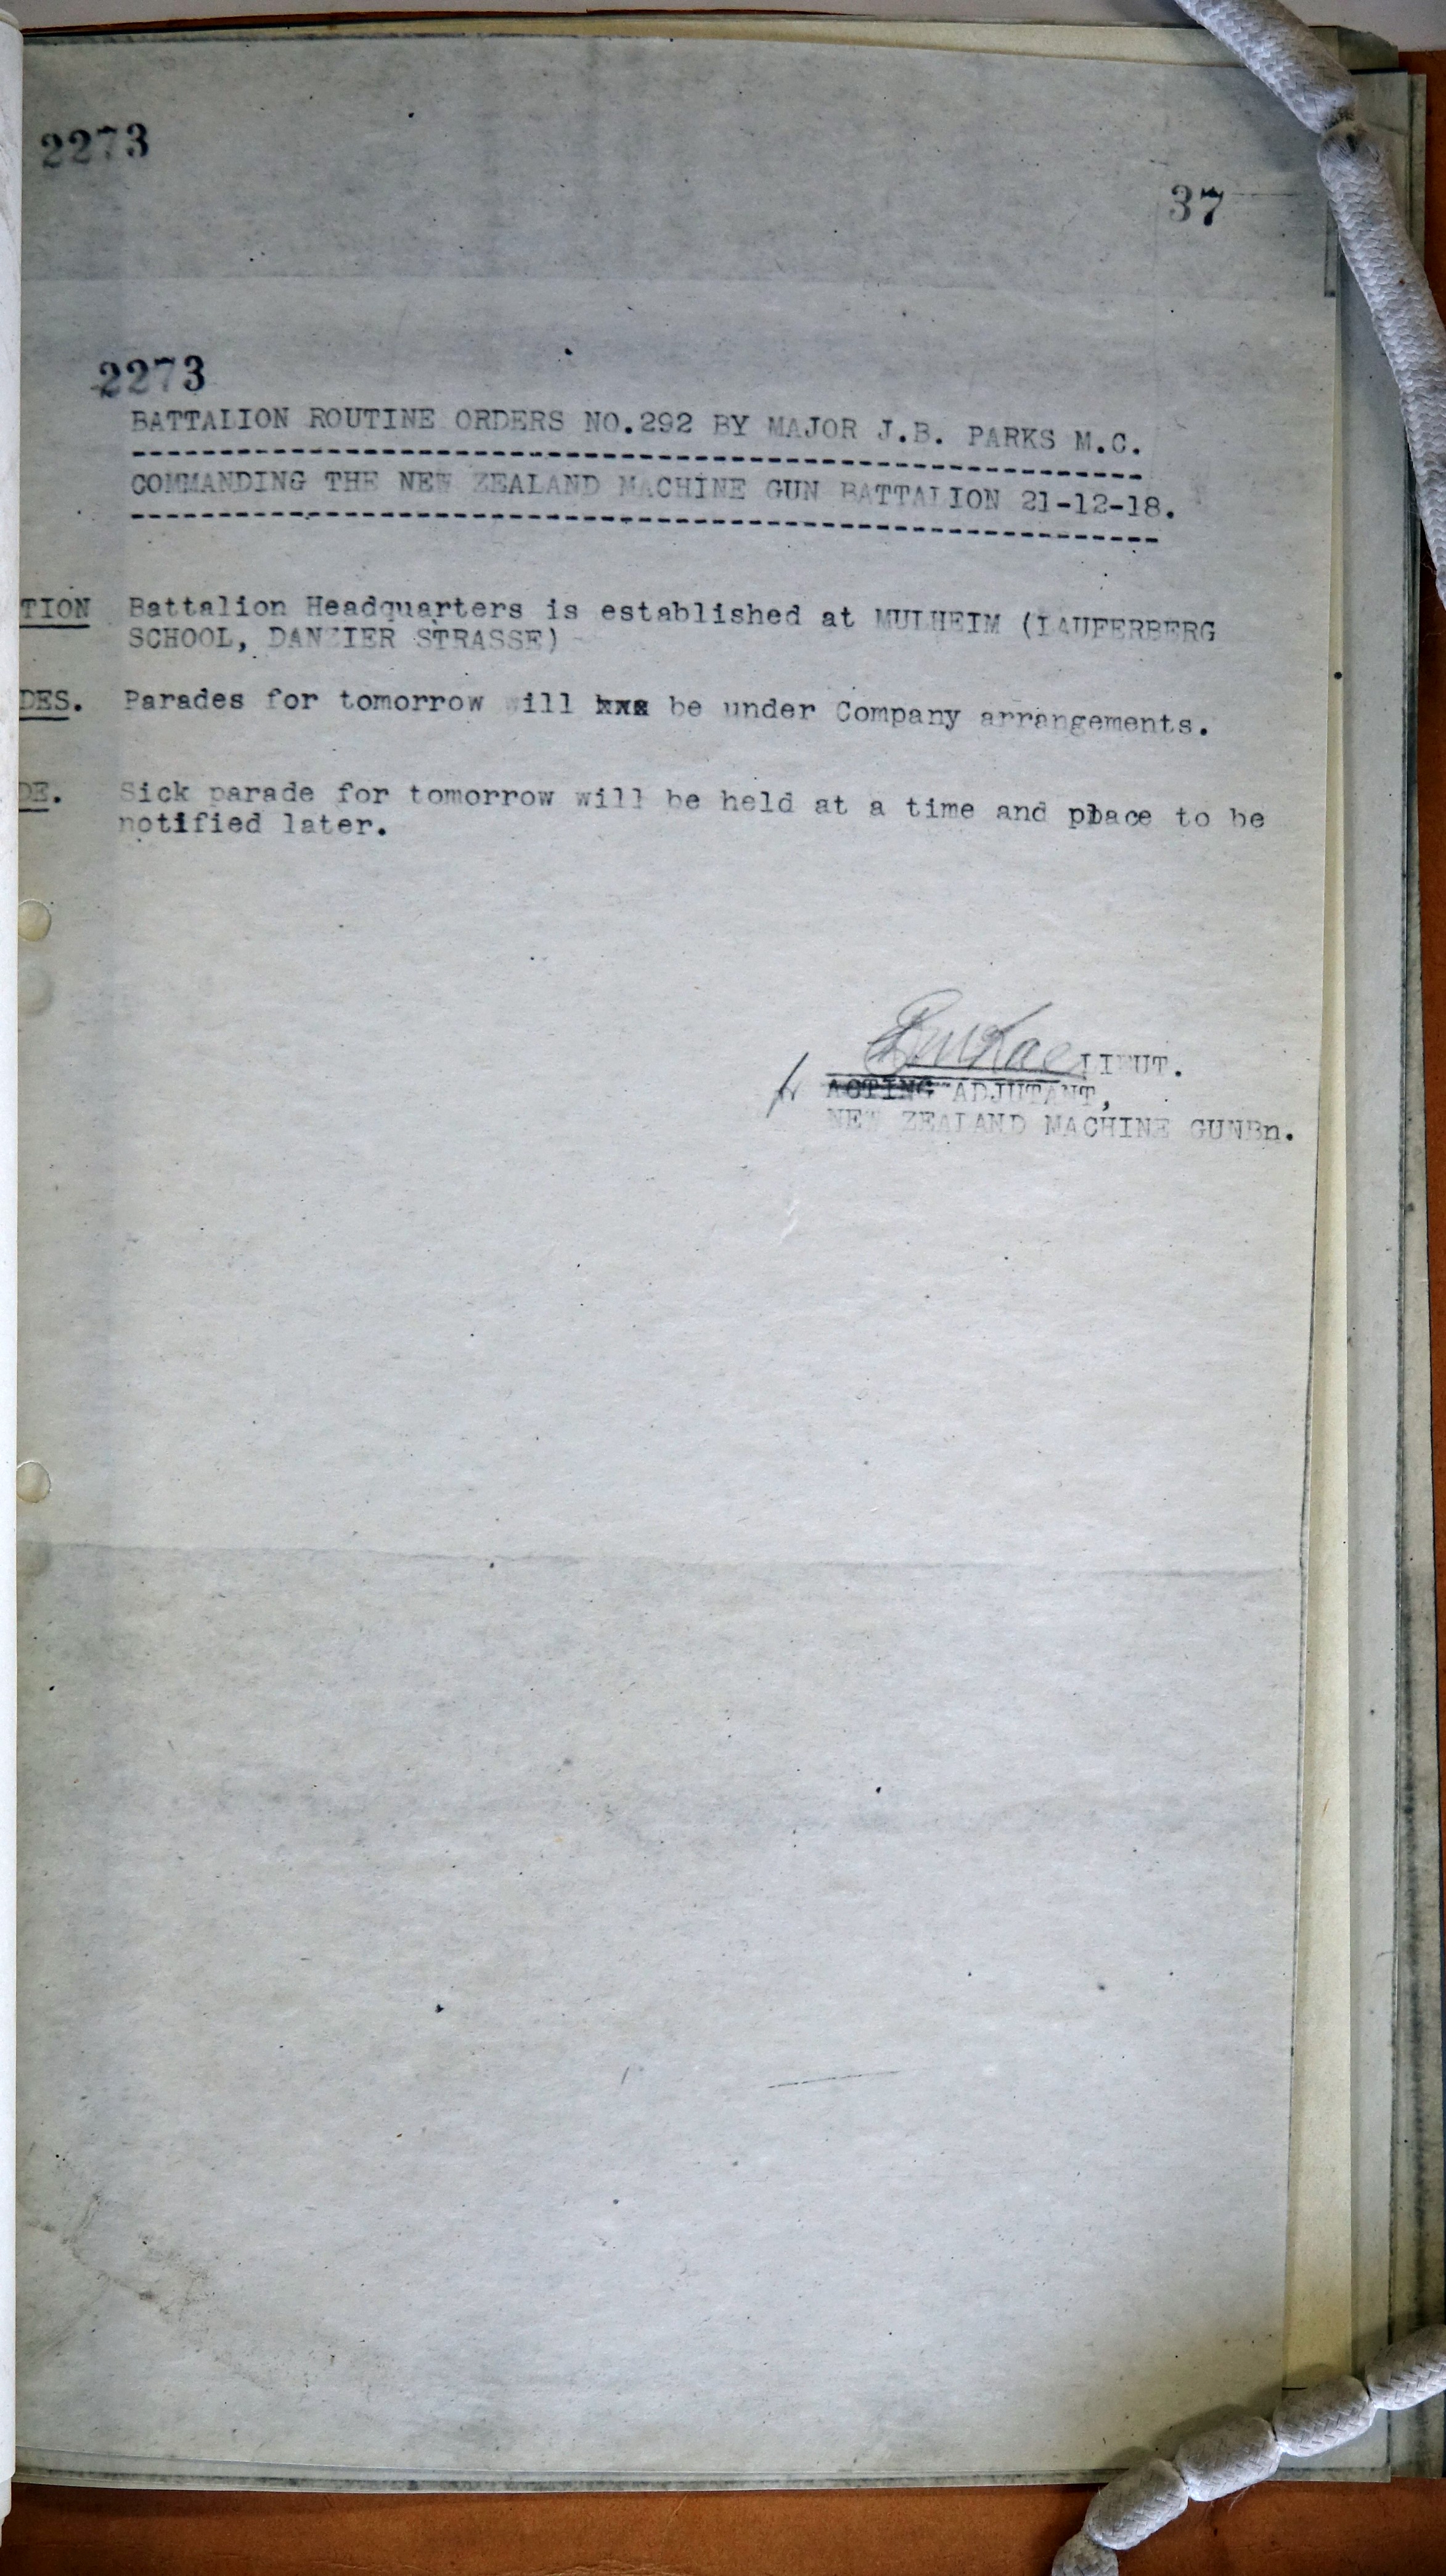 2273
37
2273
BATTALION ROUTINE ORDERS NO.292 BY MAJOR J.B. PARKS M.C.
COMMANDING THE NEW ZEALAND MACHINE GUN BATTALION 21-12-18.
TION Battalion Headquarters is established at MULHEIM (LAUFERBERG
SCHOOL, DANZIER STRASSE)
DES. Parades for tomorrow will be under Company arrangements.
DE. Sick parade for tomorrow will be held at a time and place to be
notified later.
LIEUT.
ACTING ADJUTANT,
NEW ZEALAND MACHINE GUNBn.